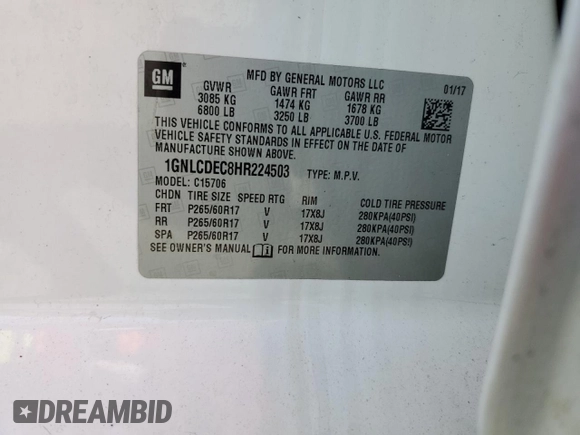 GM
MFD BY GENERAL MOTORS LLC 01/17
GVWR GAWR FRT GAWR RR
3085 KG 1474 KG 1678 KG
6800 LB 3250 LB 3700 LB
THIS VEHICLE CONFORMS TO ALL APPLICABLE U.S. FEDERAL MOTOR
VEHICLE SAFETY STANDARDS IN EFFECT ON THE DATE OF
MANUFACTURE SHOWN ABOVE.
1GNLCDEC8HR224503 TYPE: M.P.V.
MODEL: C15706
CHDN TIRE SIZE SPEED RTG RIM COLD TIRE PRESSURE
FRT P265/60R17 V 17X8J 280KPA(40PSI)
RR P265/60R17 V 17X8J 280KPA(40PSI)
SPA P265/60R17 V 17X8J 280KPA(40PSI)
SEE OWNER'S MANUAL FOR MORE INFORMATION.
DREAMBID